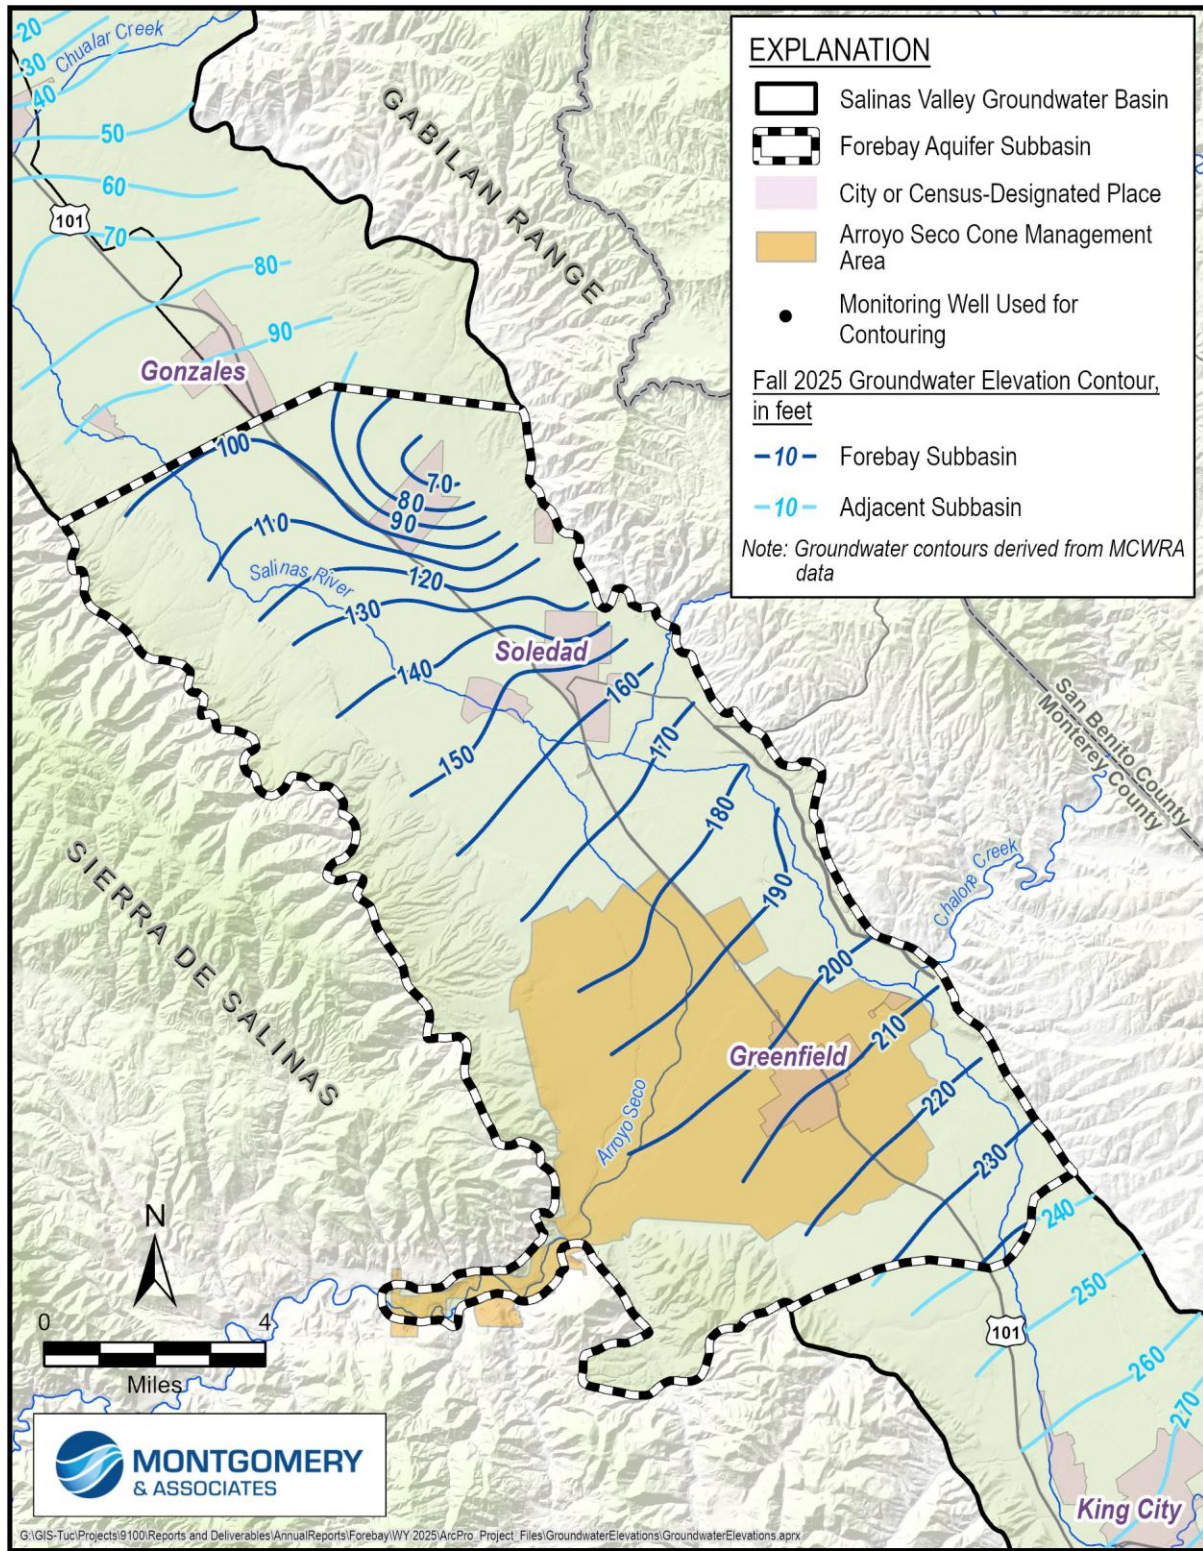 EXPLANATION
Salinas Valley Groundwater Basin
Forebay Aquifer Subbasin
City or Census-Designated Place
Arroyo Seco Cone Management
Area
Monitoring Well Used for
Contouring
Fall 2025 Groundwater Elevation Contour,
in feet
10
Forebay Subbasin
10
Adjacent Subbasin
Note: Groundwater contours derived from MCWRA
data
20
Chualar Creek
30
40
50
60
101
70
80
90
GABILAN RANGE
Gonzales
100
70
80
90
110
120
Salinas River
130
Soledad
140
160
150
170
180
190
San Benito County
Monterey County
Chalone Creek
SIERRA DE SALINAS
200
210
Greenfield
220
Arroyo Seco
230
240
250
101
260
270
King City
N
0
4
Miles
MONTGOMERY
& ASSOCIATES
G:\GIS-Tuc\Projects\9100\Reports and Deliverables\AnnualReports\Forebay\WY 2025\ArcPro_Project_Files\GroundwaterElevations\GroundwaterElevations.aprx